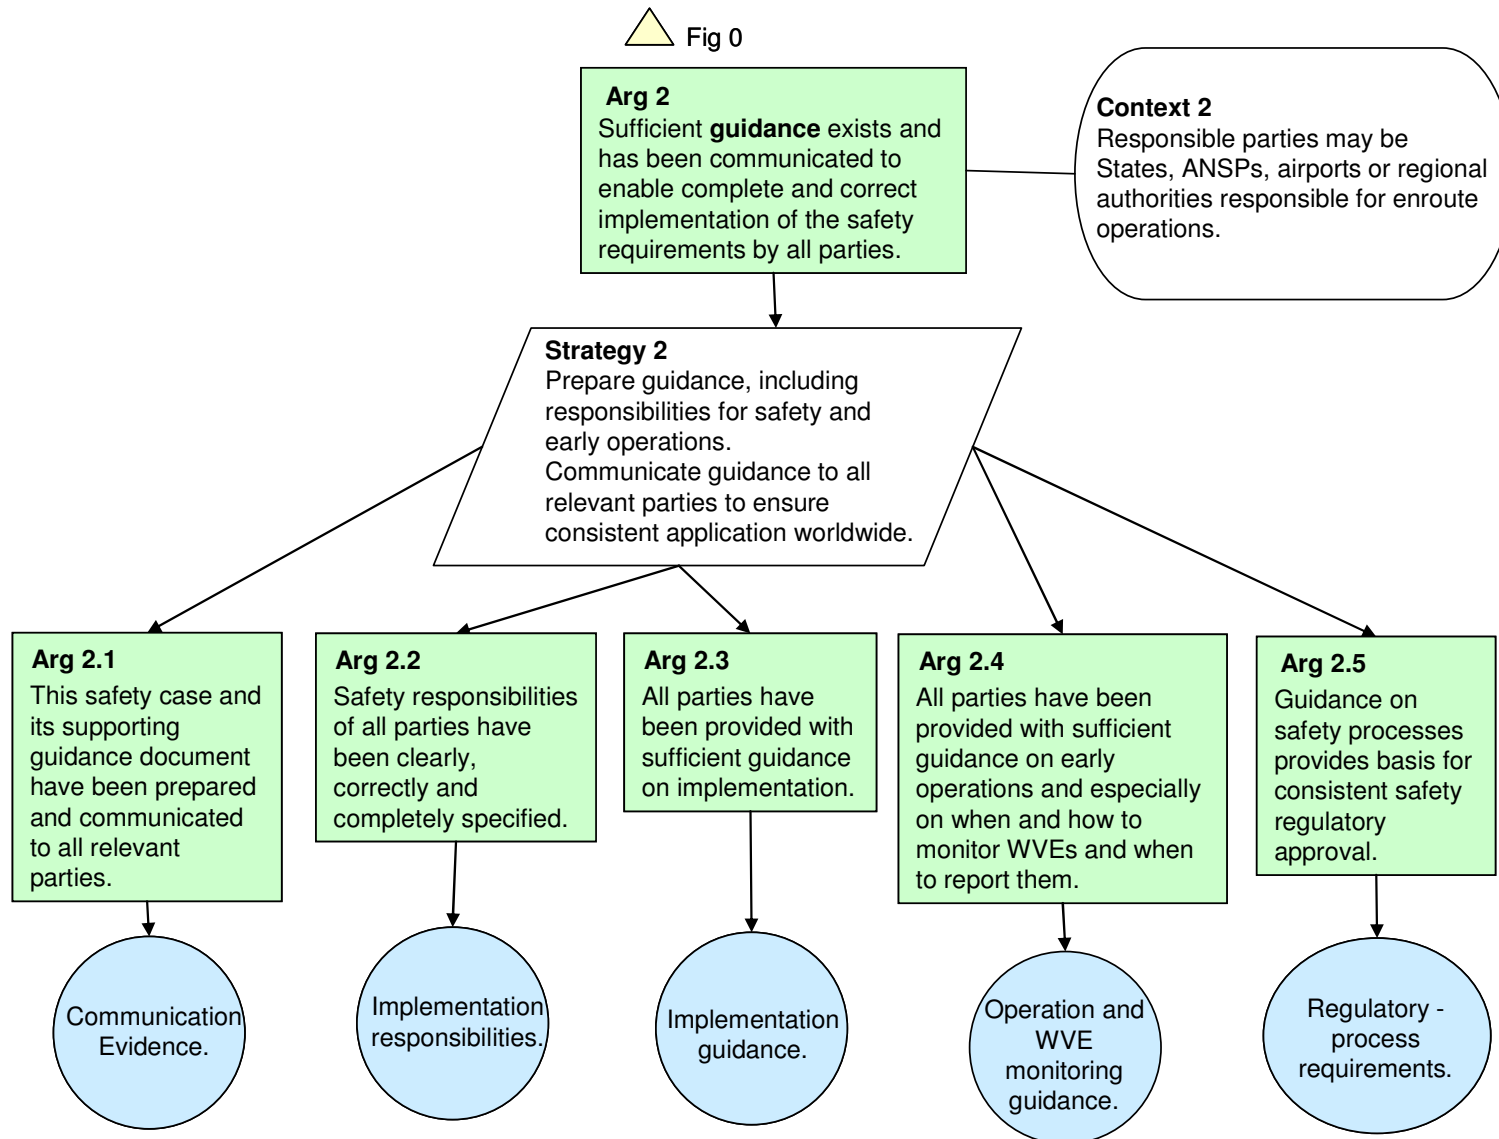 Fig 0
Arg 2
Sufficient guidance exists and
has been communicated to
enable complete and correct
implementation of the safety
requirements by all parties.
Context 2
Responsible parties may be
States, ANSPs, airports or regional
authorities responsible for enroute
operations.
Strategy 2
Prepare guidance, including
responsibilities for safety and
early operations.
Communicate guidance to all
relevant parties to ensure
consistent application worldwide.
Arg 2.1
This safety case and
its supporting
guidance document
have been prepared
and communicated
to all relevant
parties.
Arg 2.2
Safety responsibilities
of all parties have
been clearly,
correctly and
completely specified.
Arg 2.3
All parties have
been provided with
sufficient guidance
on implementation.
Arg 2.4
All parties have been
provided with sufficient
guidance on early
operations and especially
on when and how to
monitor WVEs and when
to report them.
Arg 2.5
Guidance on
safety processes
provides basis for
consistent safety
regulatory
approval.
Communication
Evidence.
Implementation
responsibilities.
Implementation
guidance.
Operation and
WVE
monitoring
guidance.
Regulatory -
process
requirements.